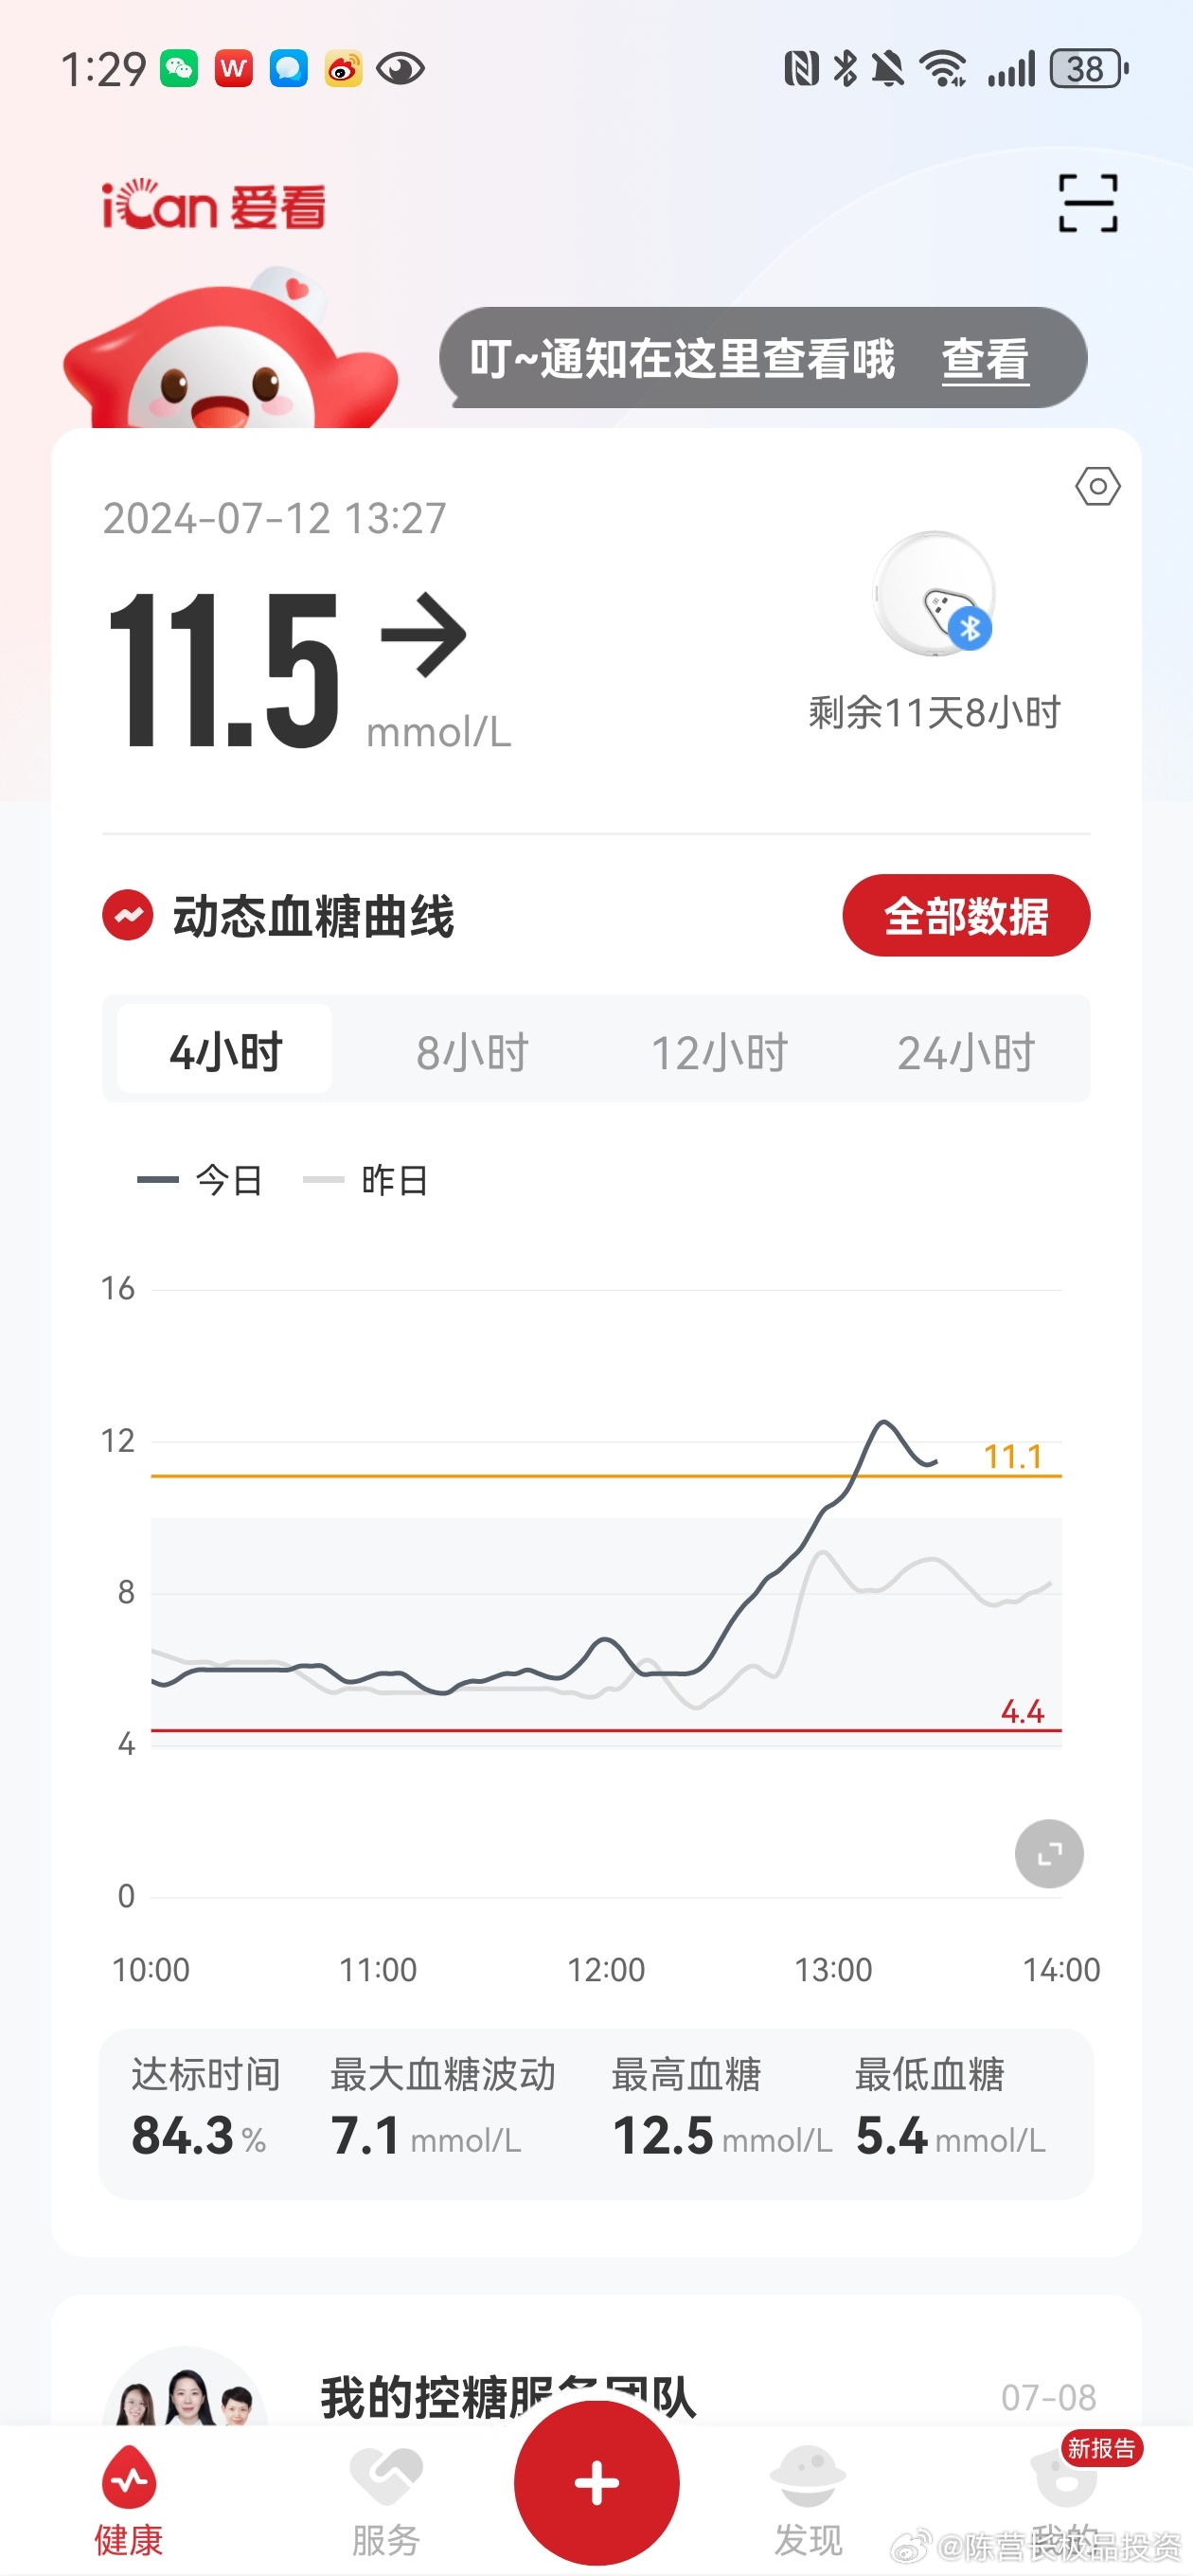 1:29
38
iCan 爱看
叮~通知在这里查看哦 查看
2024-07-12 13:27
11.5 mmol/L
剩余11天8小时
动态血糖曲线
全部数据
4小时 8小时 12小时 24小时
今日 昨日
16
12
11.1
8
4.4
4
0
10:00 11:00 12:00 13:00 14:00
达标时间 最大血糖波动 最高血糖 最低血糖
84.3% 7.1 mmol/L 12.5 mmol/L 5.4 mmol/L
我的控糖服务团队
07-08
新报告
健康 服务 发现 我的
@陈营长极品投资